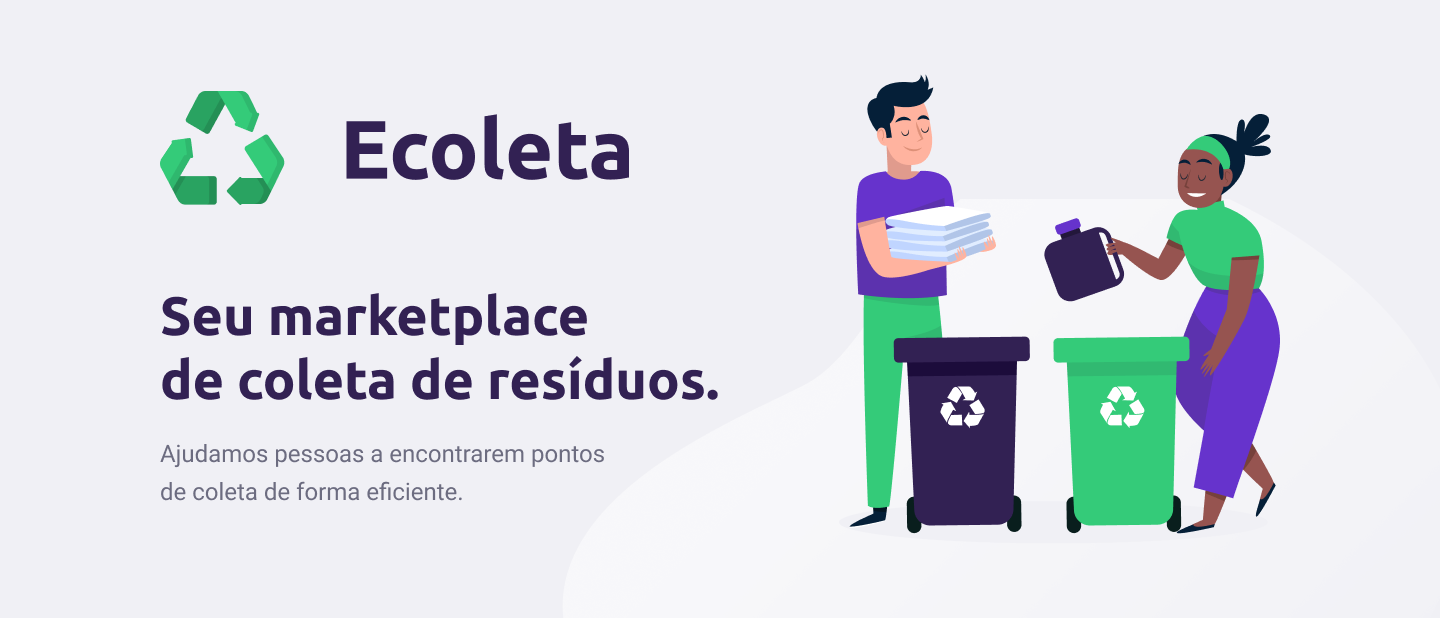 Ecoleta
Seu marketplace
de coleta de resíduos.
Ajudamos pessoas a encontrarem pontos
de coleta de forma eficiente.